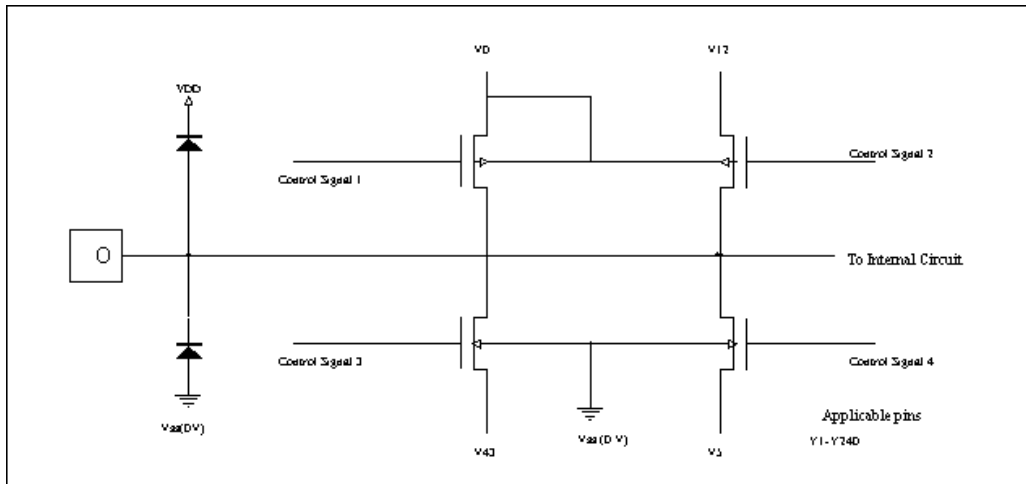 V0
V12
VDD
Control Signal 1
Control Signal 2
O
To Internal Circuit
Control Signal 3
Control Signal 4
Vss(0V)
Vss(0V)
Applicable pins
Y1-Y240
V43
V5